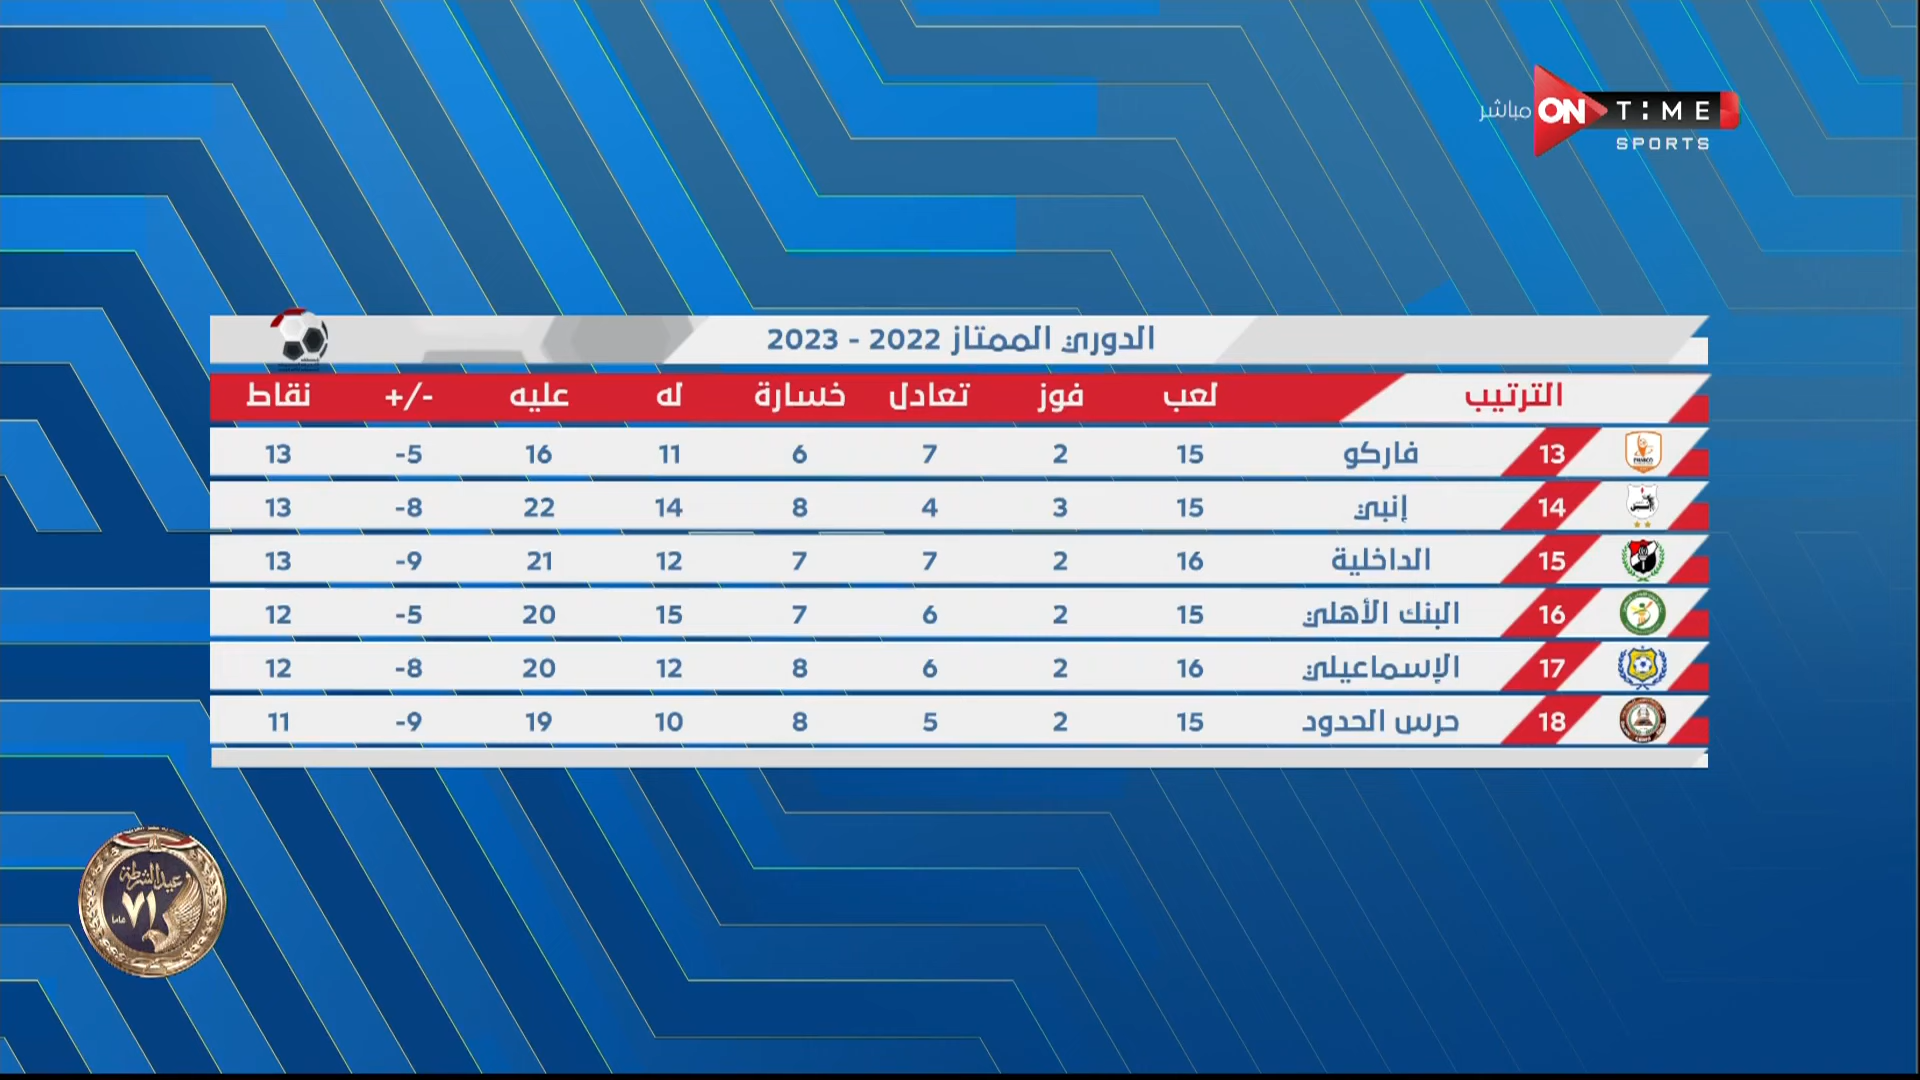 مباشر ON TIME
SPORTS
الدوري الممتاز 2022 - 2023
الترتيب لعب فوز تعادل خسارة له عليه +/- نقاط
13 فاركو 15 2 7 6 11 16 -5 13
14 إنبي 15 3 4 8 14 22 -8 13
15 الداخلية 16 2 7 7 12 21 -9 13
16 البنك الأهلي 15 2 6 7 15 20 -5 12
17 الإسماعيلي 16 2 6 8 12 20 -8 12
18 حرس الحدود 15 2 5 8 10 19 -9 11
عيد الشرطة
٧١ عاما